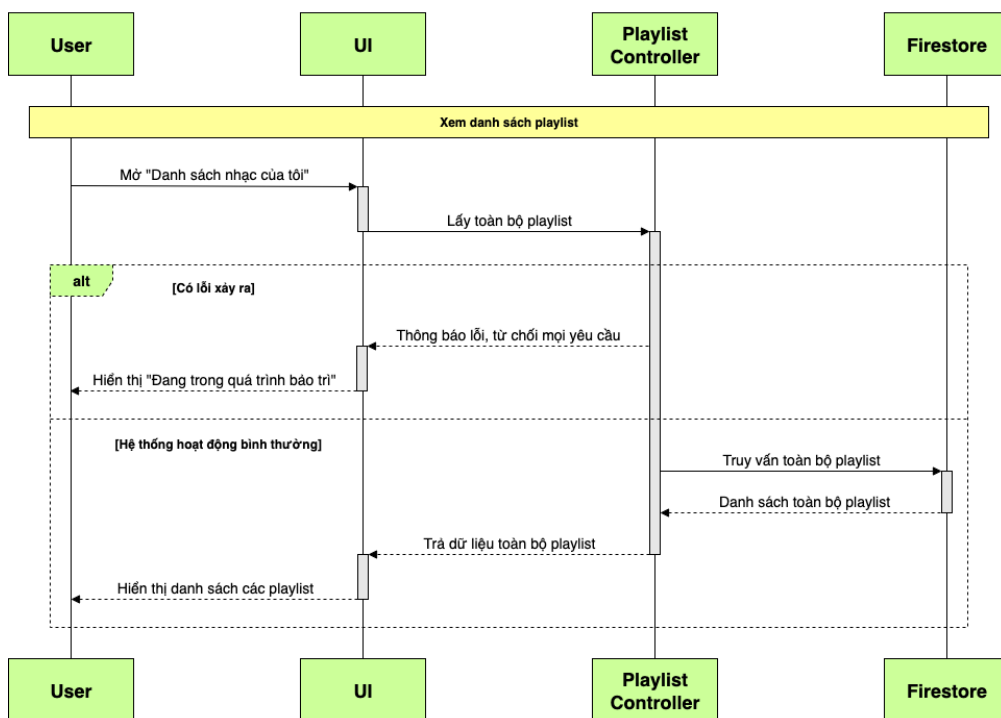 User
UI
Playlist
Controller
Firestore
Xem danh sách playlist
Mở "Danh sách nhạc của tôi"
Lấy toàn bộ playlist
alt
[Có lỗi xảy ra]
Thông báo lỗi, từ chối mọi yêu cầu
Hiển thị "Đang trong quá trình bảo trì"
[Hệ thống hoạt động bình thường]
Truy vấn toàn bộ playlist
Danh sách toàn bộ playlist
Trả dữ liệu toàn bộ playlist
Hiển thị danh sách các playlist
User
UI
Playlist
Controller
Firestore